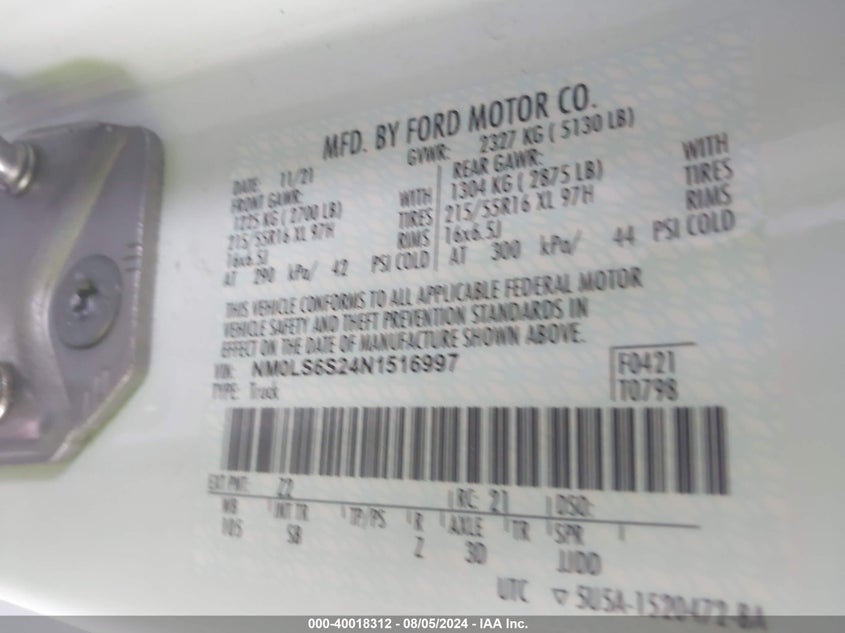 MFD. BY FORD MOTOR CO.
DATE: 11/21 GVWR: 2327 KG ( 5130 LB)
FRONT GAWR: REAR GAWR:
1225 KG ( 2700 LB) WITH 1304 KG ( 2875 LB) WITH
215/55R16 XL 97H TIRES 215/55R16 XL 97H TIRES
16x6.5J RIMS 16x6.5J RIMS
AT 290 kPa/ 42 PSI COLD AT 300 kPa/ 44 PSI COLD
THIS VEHICLE CONFORMS TO ALL APPLICABLE FEDERAL MOTOR
VEHICLE SAFETY AND THEFT PREVENTION STANDARDS IN
EFFECT ON THE DATE OF MANUFACTURE SHOWN ABOVE.
VIN: NM0LS6S24N1516997 F0421
TYPE: Truck T0798
EXT PNT: Z2 RC: 21 DSO:
WB INT TR TP/PS R AXLE TR SPR
105 S8 Z 3D JJDD
UTC ▽ 5U5A-1520472-BA
000-40018312 - 08/05/2024 - IAA Inc.